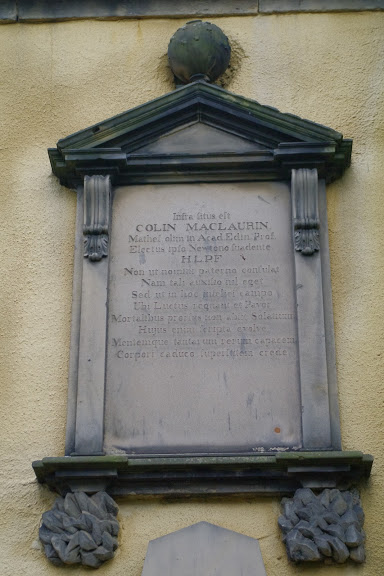 Infra situs est
COLIN MACLAURIN
Mathes. olim in Acad. Edin. Prof.
Electus ipso Newtono suadente
H. L. P. F.
Non ut nomini paterno consulat
Nam tali auxilio nil eget
Sed ut in hoc infelici campo
Ubi Luctus regnant et Pavor
Mortalibus prorsus non absit Solatium
Hujus enim scripta evolve
Mentemque tantarum rerum capacem
Corpori caduco superstitem crede